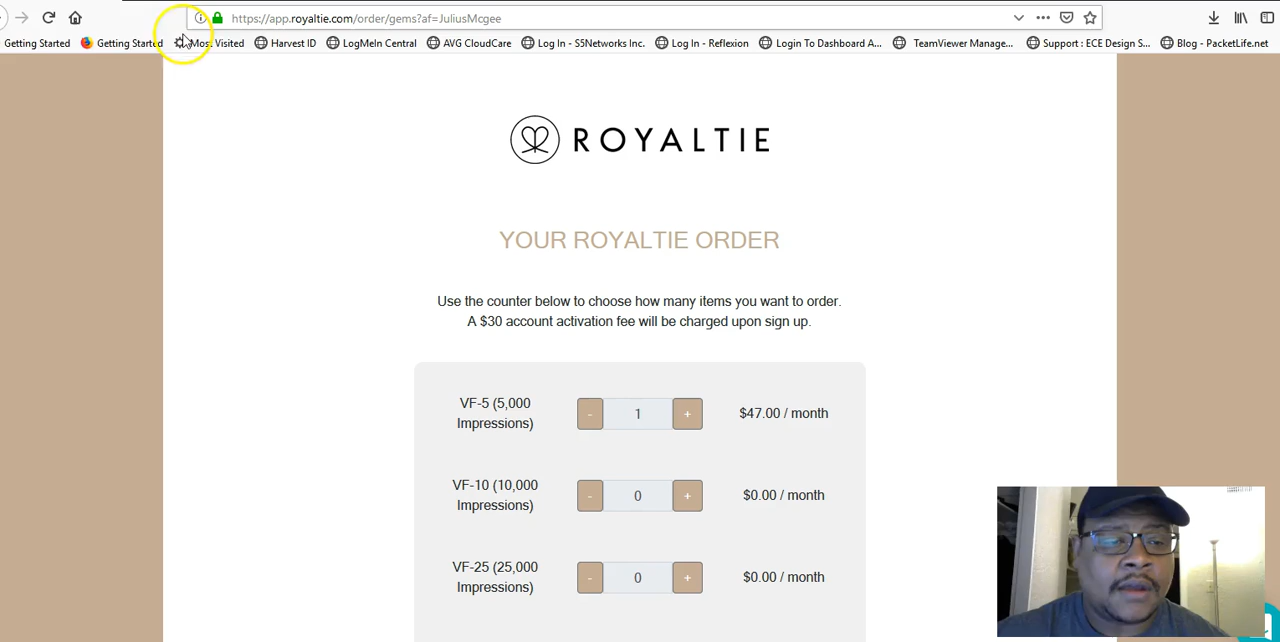 https://app.royaltie.com/order/gems?af=JuliusMcgee
Getting Started
Getting Started
Most Visited
Harvest ID
LogMeIn Central
AVG CloudCare
Log In - S5Networks Inc.
Log In - Reflexion
Login To Dashboard A...
TeamViewer Manage...
Support : ECE Design S...
Blog - PacketLife.net
ROYALTIE
YOUR ROYALTIE ORDER
Use the counter below to choose how many items you want to order.
A $30 account activation fee will be charged upon sign up.
VF-5 (5,000
Impressions)
- 1 +
$47.00 / month
VF-10 (10,000
Impressions)
- 0 +
$0.00 / month
VF-25 (25,000
Impressions)
- 0 +
$0.00 / month